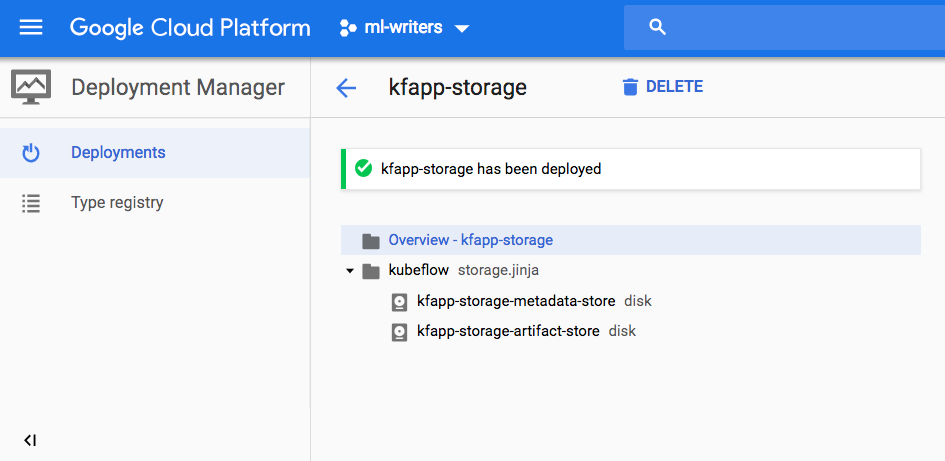 Google Cloud Platform ml-writers
Deployment Manager
kfapp-storage DELETE
Deployments
Type registry
kfapp-storage has been deployed
Overview - kfapp-storage
kubeflow storage.jinja
kfapp-storage-metadata-store disk
kfapp-storage-artifact-store disk